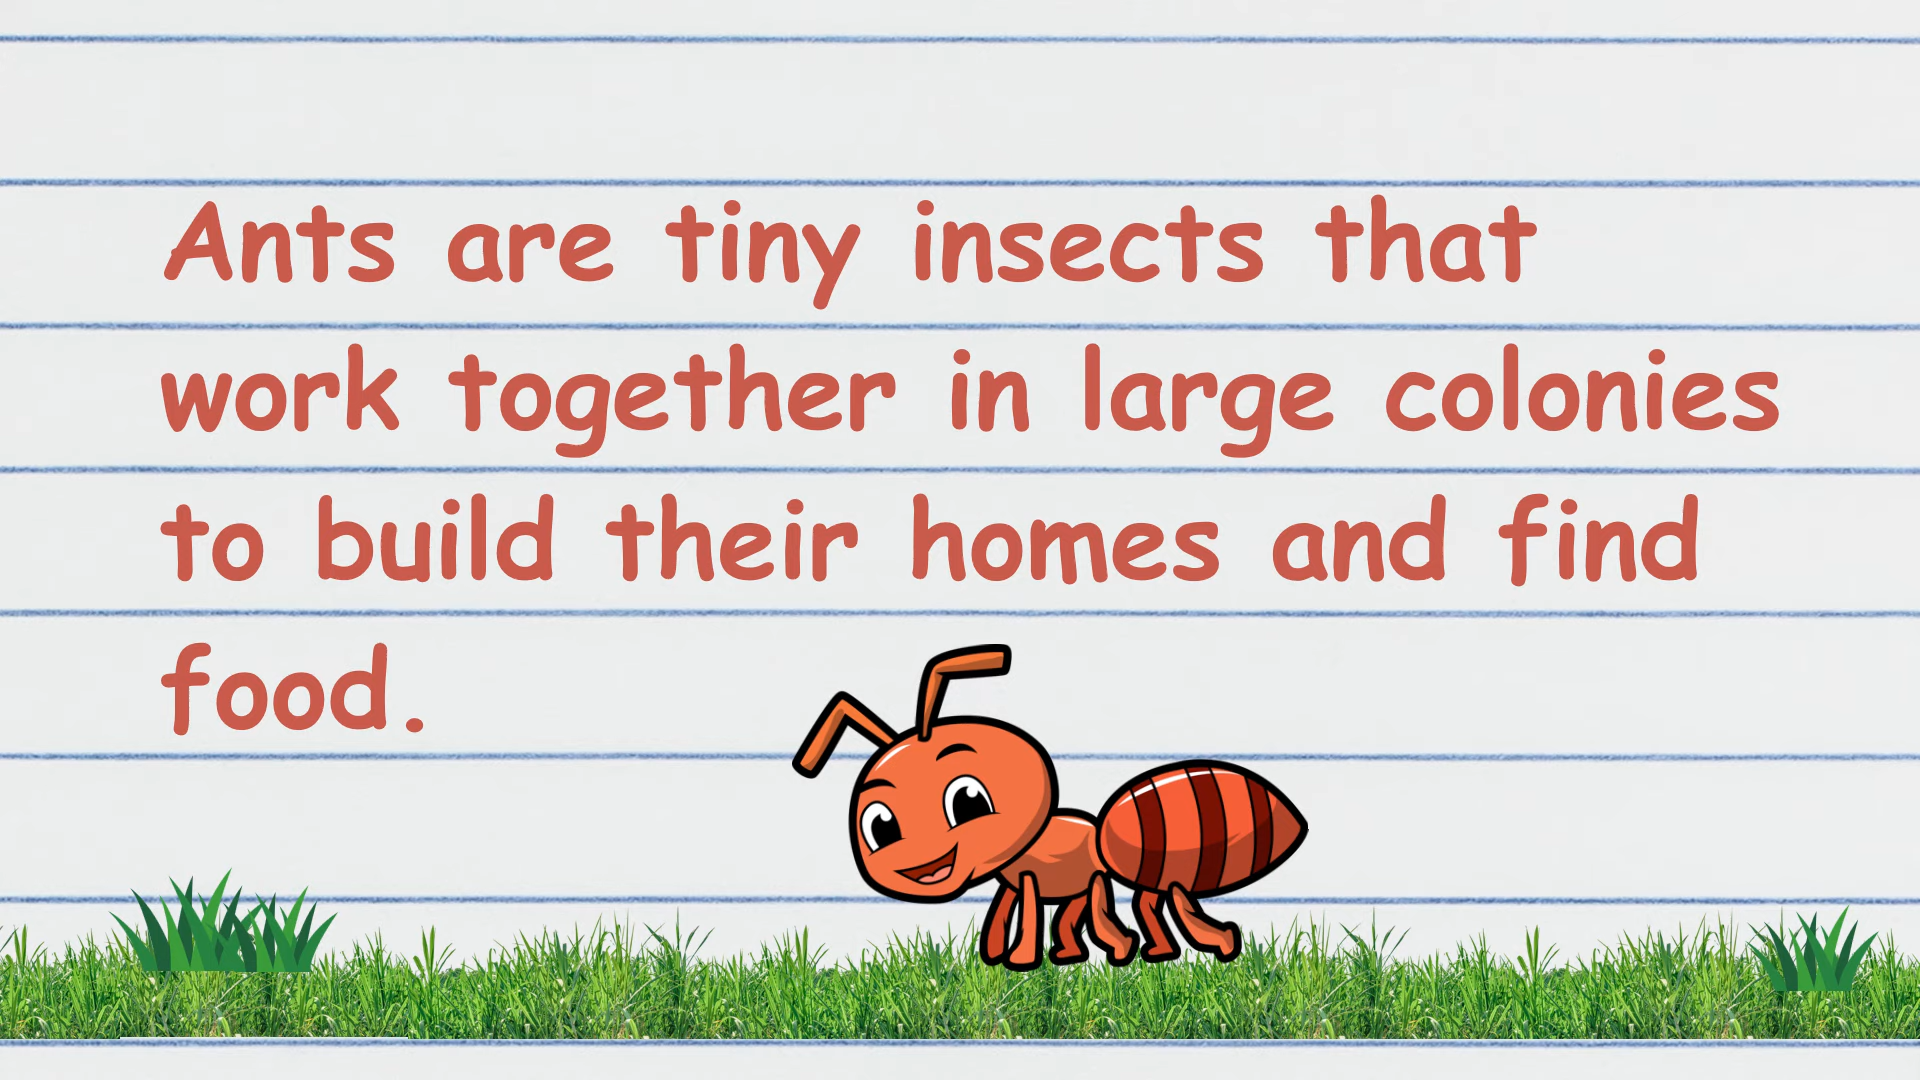 Ants are tiny insects that
work together in large colonies
to build their homes and find
food.